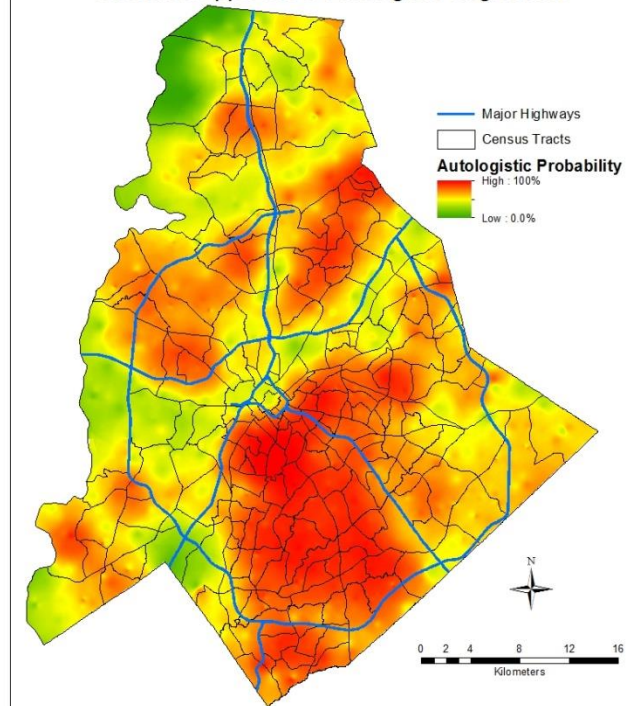 Major Highways
Census Tracts
Autologistic Probability
High : 100%
Low : 0.0%
N
0 2 4 8 12 16
Kilometers